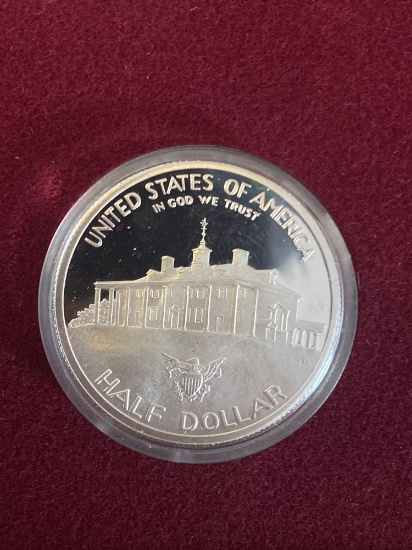 UNITED STATES OF AMERICA
IN GOD WE TRUST
HALF DOLLAR